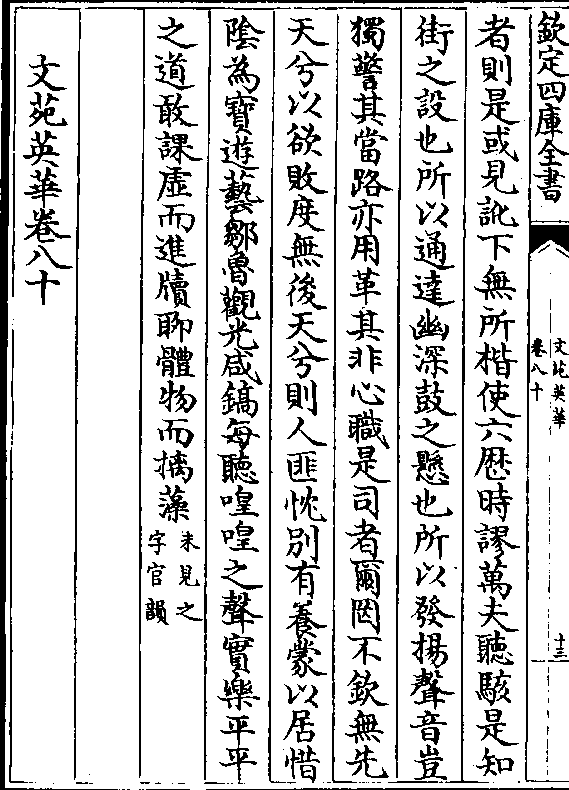 欽定四庫全書
文苑英華
卷八十
十三
者則是或見訛下無所楷使六厯時謬萬夫聽駭是知
街之設也所以通達幽深鼓之懸也所以發揚聲音豈
獨警其當路亦用革其非心職是司者爾罔不欽無先
天兮以欲敗度無後天兮則人匪忱别有養蒙以居惜
陰為寶遊藝鄒魯觀光咸鎬每聽喤喤之聲實樂平平
之道敢課虚而進牘聊體物而摛藻
未見之
字官韻
文苑英華卷八十